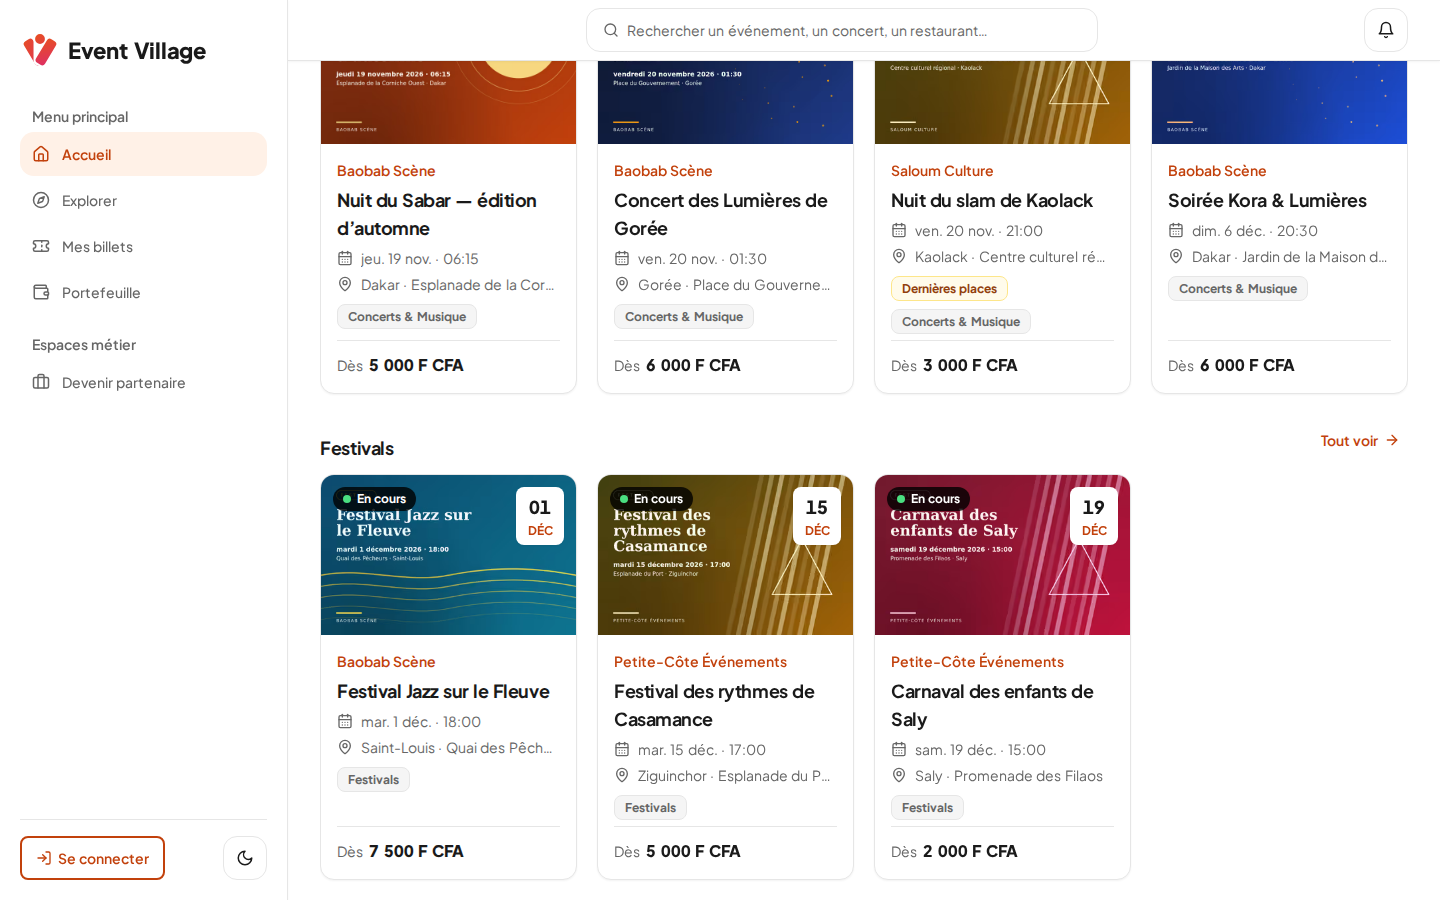 Event Village
Rechercher un événement, un concert, un restaurant...
Menu principal
Accueil
Explorer
Mes billets
Portefeuille
Espaces métier
Devenir partenaire
Se connecter
jeudi 19 novembre 2026 · 06:15
Esplanade de la Corniche Ouest · Dakar
BAOBAB SCÈNE
Baobab Scène
Nuit du Sabar — édition
d’automne
jeu. 19 nov. · 06:15
Dakar · Esplanade de la Cor...
Concerts & Musique
Dès 5 000 F CFA
vendredi 20 novembre 2026 · 01:30
Place du Gouvernement · Gorée
BAOBAB SCÈNE
Baobab Scène
Concert des Lumières de
Gorée
ven. 20 nov. · 01:30
Gorée · Place du Gouverne...
Concerts & Musique
Dès 6 000 F CFA
Centre culturel régional · Kaolack
SALOUM CULTURE
Saloum Culture
Nuit du slam de Kaolack
ven. 20 nov. · 21:00
Kaolack · Centre culturel ré...
Dernières places
Concerts & Musique
Dès 3 000 F CFA
Jardin de la Maison des Arts · Dakar
BAOBAB SCÈNE
Baobab Scène
Soirée Kora & Lumières
dim. 6 déc. · 20:30
Dakar · Jardin de la Maison d...
Concerts & Musique
Dès 6 000 F CFA
Festivals
Tout voir
En cours
01
DÉC
Festival Jazz sur
le Fleuve
mardi 1 décembre 2026 · 18:00
Quai des Pêcheurs · Saint-Louis
BAOBAB SCÈNE
Baobab Scène
Festival Jazz sur le Fleuve
mar. 1 déc. · 18:00
Saint-Louis · Quai des Pêch...
Festivals
Dès 7 500 F CFA
En cours
15
DÉC
Festival des
rythmes de
Casamance
mardi 15 décembre 2026 · 17:00
Esplanade du Port · Ziguinchor
PETITE-CÔTE ÉVÉNEMENTS
Petite-Côte Événements
Festival des rythmes de
Casamance
mar. 15 déc. · 17:00
Ziguinchor · Esplanade du P...
Festivals
Dès 5 000 F CFA
En cours
19
DÉC
Carnaval des
enfants de Saly
samedi 19 décembre 2026 · 15:00
Promenade des Filaos · Saly
PETITE-CÔTE ÉVÉNEMENTS
Petite-Côte Événements
Carnaval des enfants de
Saly
sam. 19 déc. · 15:00
Saly · Promenade des Filaos
Festivals
Dès 2 000 F CFA